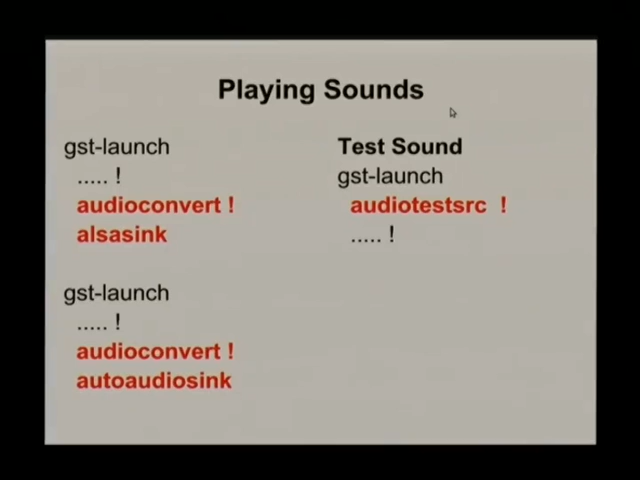 Playing Sounds
gst-launch
..... !
audioconvert !
alsasink
gst-launch
..... !
audioconvert !
autoaudiosink
Test Sound
gst-launch
audiotestsrc !
..... !